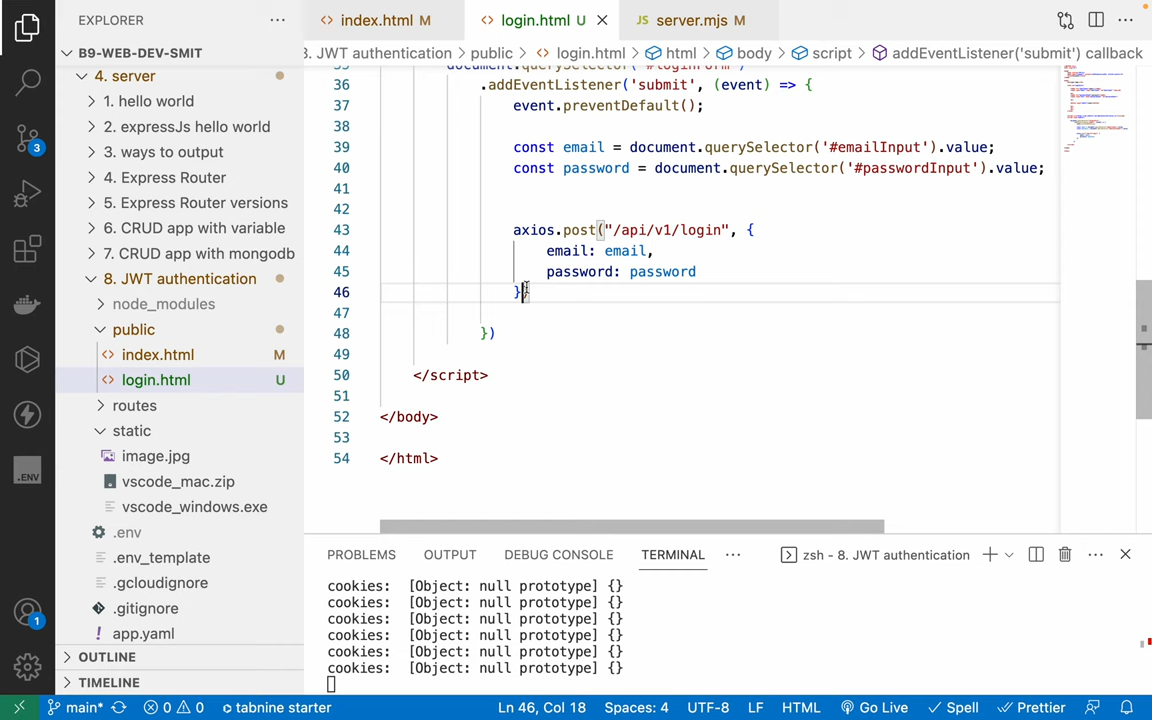 EXPLORER
index.html M
login.html U
JS server.mjs M
B9-WEB-DEV-SMIT
3. JWT authentication > public > login.html > html > body > script > addEventListener('submit') callback
4. server
1. hello world
2. expressJs hello world
3. ways to output
4. Express Router
5. Express Router versions
6. CRUD app with variable
7. CRUD app with mongodb
8. JWT authentication
node_modules
public
index.html M
login.html U
routes
static
image.jpg
vscode_mac.zip
vscode_windows.exe
.env
.env_template
.gcloudignore
.gitignore
app.yaml
OUTLINE
TIMELINE
3
.ENV
1
36 .addEventListener('submit', (event) => {
37 event.preventDefault();
38
39 const email = document.querySelector('#emailInput').value;
40 const password = document.querySelector('#passwordInput').value;
41
42
43 axios.post("/api/v1/login", {
44 email: email,
45 password: password
46 })
47
48 })
49
50 </script>
51
52 </body>
53
54 </html>
PROBLEMS OUTPUT DEBUG CONSOLE TERMINAL
zsh - 8. JWT authentication
cookies: [Object: null prototype] {}
cookies: [Object: null prototype] {}
cookies: [Object: null prototype] {}
cookies: [Object: null prototype] {}
cookies: [Object: null prototype] {}
cookies: [Object: null prototype] {}
main* 0 0 tabnine starter Ln 46, Col 18 Spaces: 4 UTF-8 LF HTML Go Live Spell Prettier